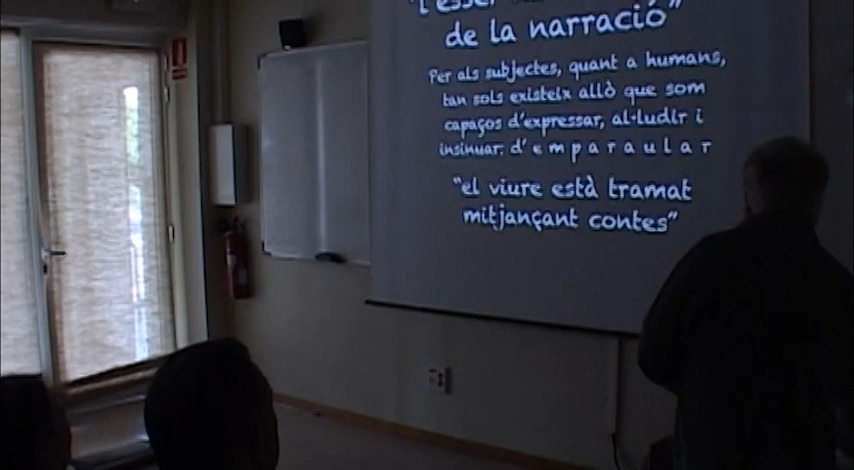 "l'esser
de la narració"
Per als subjectes, quant a humans,
tan sols existeix allò que som
capaços d'expressar, al·ludir i
insinuar: d' e m p a r a u l a r
"el viure està tramat
mitjançant contes"